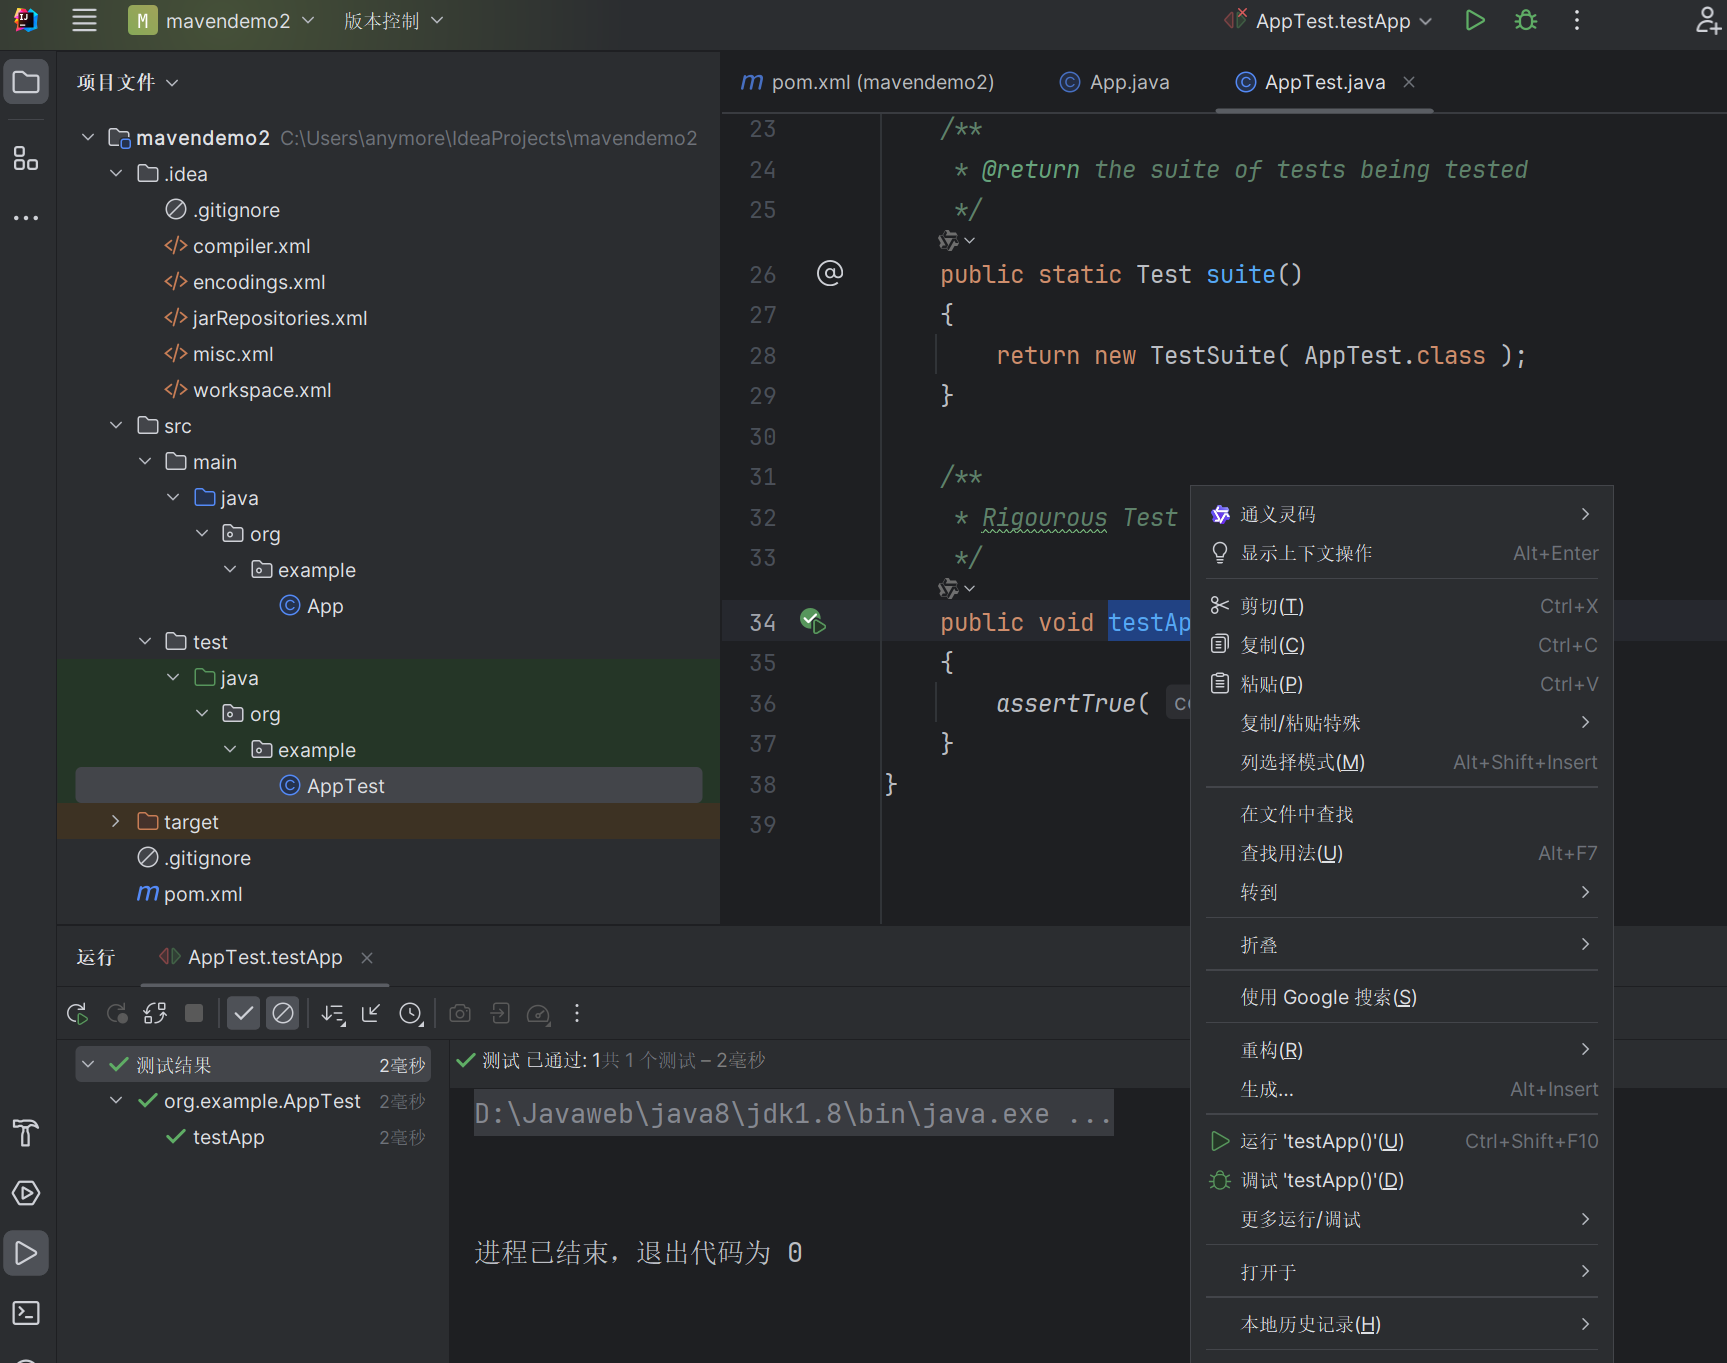 M mavendemo2 版本控制 AppTest.testApp
项目文件
mavendemo2 C:\Users\anymore\IdeaProjects\mavendemo2
.idea
.gitignore
compiler.xml
encodings.xml
jarRepositories.xml
misc.xml
workspace.xml
src
main
java
org
example
App
test
java
org
example
AppTest
target
.gitignore
pom.xml
pom.xml (mavendemo2) App.java AppTest.java
23 /**
24 * @return the suite of tests being tested
25 */
26 public static Test suite()
27 {
28 return new TestSuite( AppTest.class );
29 }
30
31 /**
32 * Rigourous Test
33 */
34 public void testAp
35 {
36 assertTrue(
37 }
38 }
39
通义灵码
显示上下文操作 Alt+Enter
剪切(T) Ctrl+X
复制(C) Ctrl+C
粘贴(P) Ctrl+V
复制/粘贴特殊
列选择模式(M) Alt+Shift+Insert
在文件中查找
查找用法(U) Alt+F7
转到
折叠
使用 Google 搜索(S)
重构(R)
生成... Alt+Insert
运行 'testApp()'(U) Ctrl+Shift+F10
调试 'testApp()'(D)
更多运行/调试
打开于
本地历史记录(H)
运行 AppTest.testApp
测试结果 2毫秒
org.example.AppTest 2毫秒
testApp 2毫秒
测试 已通过: 1共 1 个测试 – 2毫秒
D:\Javaweb\java8\jdk1.8\bin\java.exe ...
进程已结束，退出代码为 0